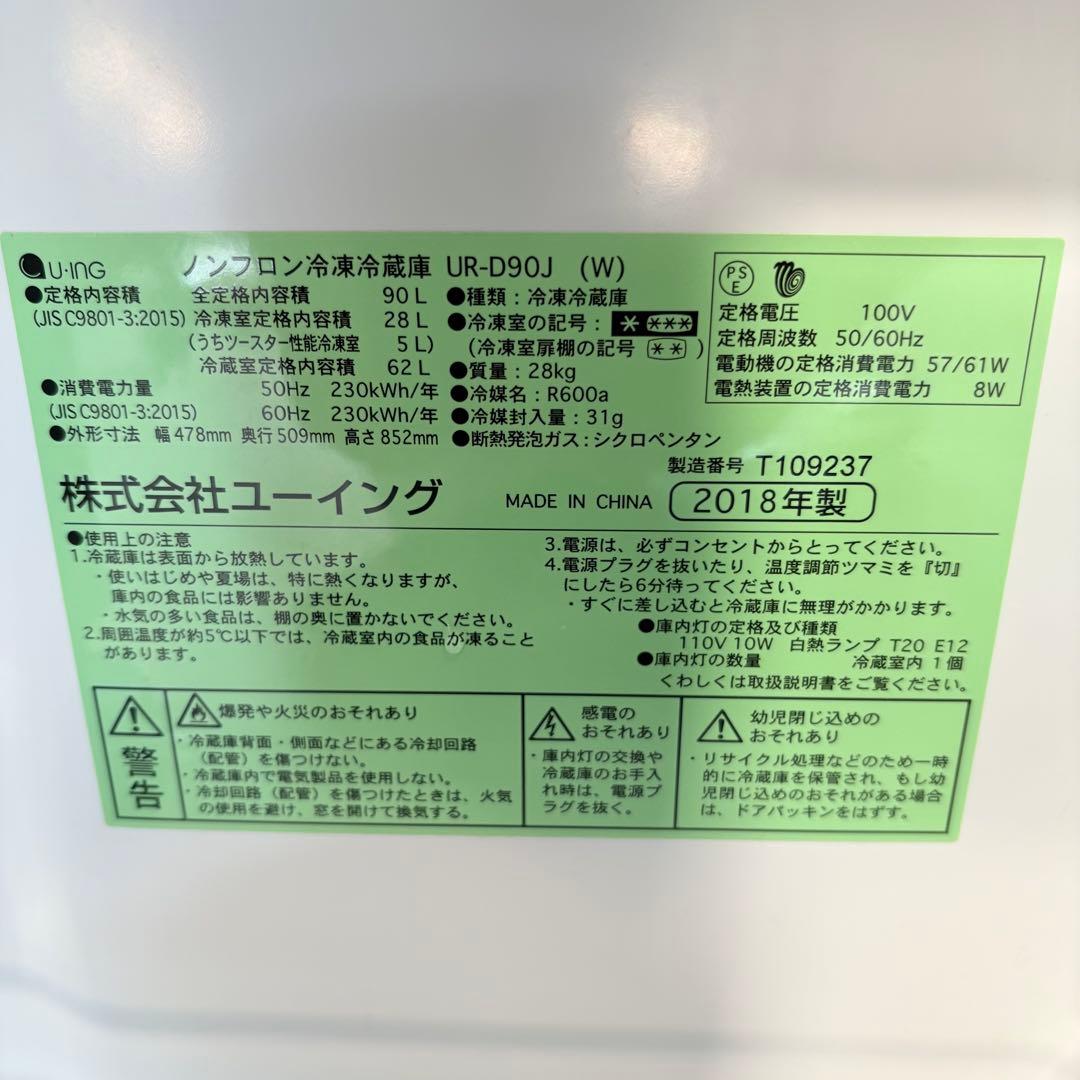 U·ING ノンフロン冷凍冷蔵庫 UR-D90J (W)
●定格内容積 全定格内容積 90L
(JIS C9801-3:2015) 冷凍室定格内容積 28L
(うちツースター性能冷凍室 5L)
冷蔵室定格内容積 62L
●消費電力量 50Hz 230kWh/年
(JIS C9801-3:2015) 60Hz 230kWh/年
●外形寸法 幅478mm 奥行509mm 高さ852mm
●種類:冷凍冷蔵庫
●冷凍室の記号: * ***
(冷凍室扉棚の記号 ** )
●質量:28kg
●冷媒名:R600a
●冷媒封入量:31g
●断熱発泡ガス:シクロペンタン
PS
E
定格電圧 100V
定格周波数 50/60Hz
電動機の定格消費電力 57/61W
電熱装置の定格消費電力 8W
製造番号 T109237
株式会社ユーイング MADE IN CHINA 2018年製
●使用上の注意
1.冷蔵庫は表面から放熱しています。
・使いはじめや夏場は、特に熱くなりますが、
庫内の食品には影響ありません。
・水気の多い食品は、棚の奥に置かないでください。
2.周囲温度が約5℃以下では、冷蔵室内の食品が凍ること
があります。
3.電源は、必ずコンセントからとってください。
4.電源プラグを抜いたり、温度調節ツマミを『切』
にしたら6分待ってください。
・すぐに差し込むと冷蔵庫に無理がかかります。
●庫内灯の定格及び種類
110V 10W 白熱ランプ T20 E12
●庫内灯の数量 冷蔵室内 1個
くわしくは取扱説明書をご覧ください。
警告
爆発や火災のおそれあり
・冷蔵庫背面・側面などにある冷却回路
(配管)を傷つけない。
・冷蔵庫内で電気製品を使用しない。
・冷却回路(配管)を傷つけたときは、火気
の使用を避け、窓を開けて換気する。
感電の
おそれあり
・庫内灯の交換や
冷蔵庫のお手入
れ時は、電源プ
ラグを抜く。
幼児閉じ込めの
おそれあり
・リサイクル処理などのため一時
的に冷蔵庫を保管され、もし幼
児閉じ込めのおそれがある場合
は、ドアパッキンをはずす。